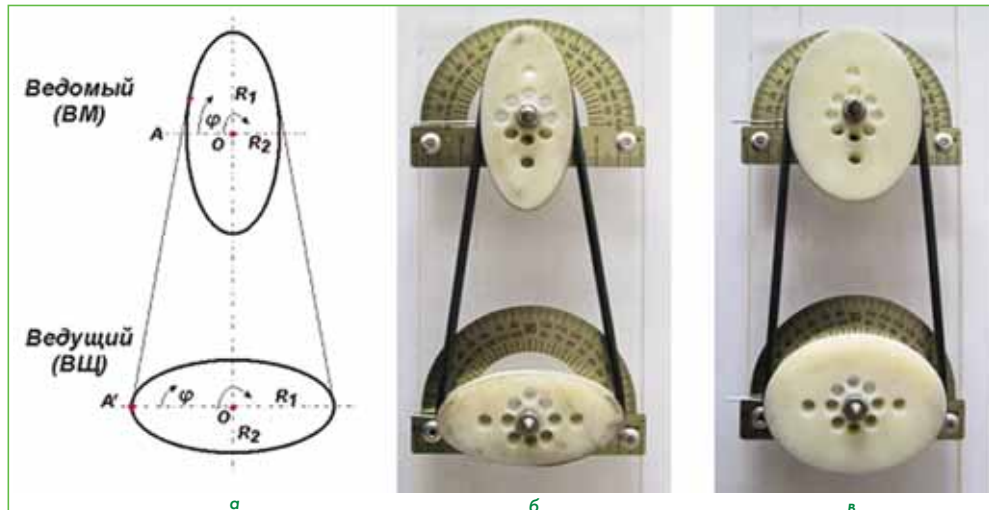 Ведомый
(ВМ)
R1
A
φ
O
R2
Ведущий
(ВЩ)
A'
φ
O
R1
R2
а
б
в